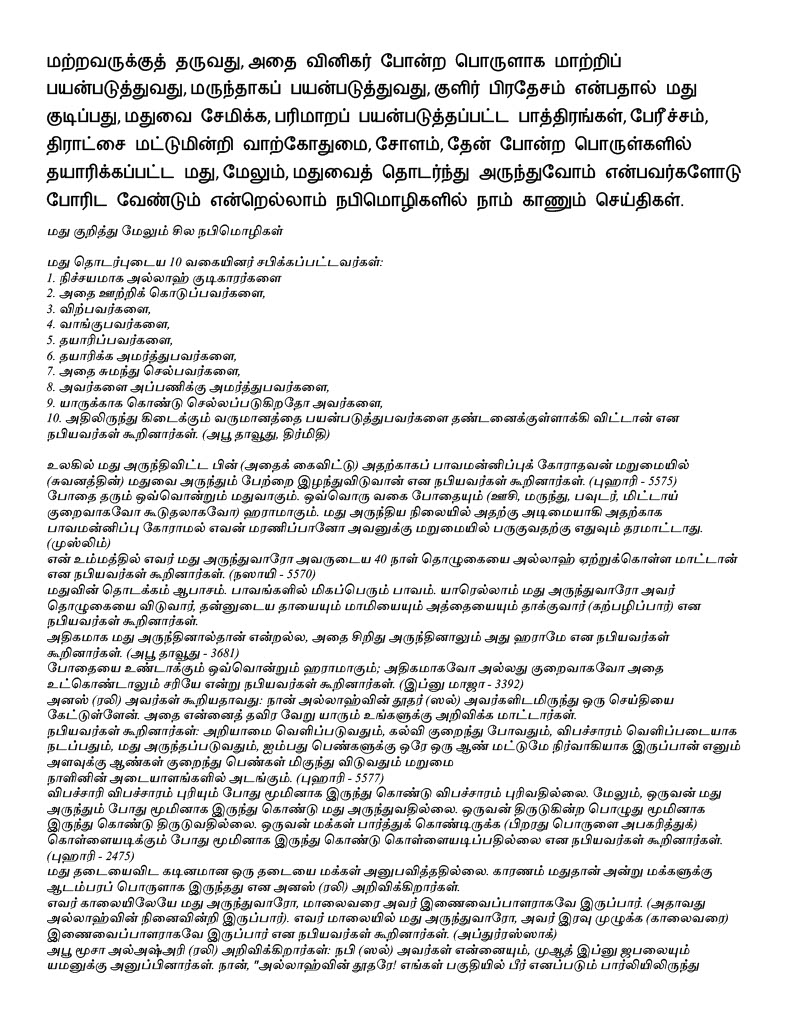 மற்றவருக்குத் தருவது, அதை வினிகர் போன்ற பொருளாக மாற்றிப்
பயன்படுத்துவது, மருந்தாகப் பயன்படுத்துவது, குளிர் பிரதேசம் என்பதால் மது
குடிப்பது, மதுவை சேமிக்க, பரிமாறப் பயன்படுத்தப்பட்ட பாத்திரங்கள், பேரீச்சம்,
திராட்சை மட்டுமின்றி வாற்கோதுமை, சோளம், தேன் போன்ற பொருள்களில்
தயாரிக்கப்பட்ட மது, மேலும், மதுவைத் தொடர்ந்து அருந்துவோம் என்பவர்களோடு
போரிட வேண்டும் என்றெல்லாம் நபிமொழிகளில் நாம் காணும் செய்திகள்.
மது குறித்து மேலும் சில நபிமொழிகள்
மது தொடர்புடைய 10 வகையினர் சபிக்கப்பட்டவர்கள்:
1. நிச்சயமாக அல்லாஹ் குடிகாரர்களை
2. அதை ஊற்றிக் கொடுப்பவர்களை,
3. விற்பவர்களை,
4. வாங்குபவர்களை,
5. தயாரிப்பவர்களை,
6. தயாரிக்க அமர்த்துபவர்களை,
7. அதை சுமந்து செல்பவர்களை,
8. அவர்களை அப்பணிக்கு அமர்த்துபவர்களை,
9. யாருக்காக கொண்டு செல்லப்படுகிறதோ அவர்களை,
10. அதிலிருந்து கிடைக்கும் வருமானத்தை பயன்படுத்துபவர்களை தண்டனைக்குள்ளாக்கி விட்டான் என
நபியவர்கள் கூறினார்கள். (அபூ தாவூது, திர்மிதி)
உலகில் மது அருந்திவிட்ட பின் (அதைக் கைவிட்டு) அதற்காகப் பாவமன்னிப்புக் கோராதவன் மறுமையில்
(சுவனத்தின்) மதுவை அருந்தும் பேற்றை இழந்துவிடுவான் என நபியவர்கள் கூறினார்கள். (புஹாரி - 5575)
போதை தரும் ஒவ்வொன்றும் மதுவாகும். ஒவ்வொரு வகை போதையும் (ஊசி, மருந்து, பவுடர், மிட்டாய்
குறைவாகவோ கூடுதலாகவோ) ஹராமாகும். மது அருந்திய நிலையில் அதற்கு அடிமையாகி அதற்காக
பாவமன்னிப்பு கோராமல் எவன் மரணிப்பானோ அவனுக்கு மறுமையில் பருகுவதற்கு எதுவும் தரமாட்டாது.
(முஸ்லிம்)
என் உம்மத்தில் எவர் மது அருந்துவாரோ அவருடைய 40 நாள் தொழுகையை அல்லாஹ் ஏற்றுக்கொள்ள மாட்டான்
என நபியவர்கள் கூறினார்கள். (நஸாயி - 5570)
மதுவின் தொடக்கம் ஆபாசம். பாவங்களில் மிகப்பெரும் பாவம். யாரெல்லாம் மது அருந்துவாரோ அவர்
தொழுகையை விடுவார், தன்னுடைய தாயையும் மாமியையும் அத்தையையும் தாக்குவார் (கற்பழிப்பார்) என
நபியவர்கள் கூறினார்கள்.
அதிகமாக மது அருந்தினால்தான் என்றல்ல, அதை சிறிது அருந்தினாலும் அது ஹராமே என நபியவர்கள்
கூறினார்கள். (அபூ தாவூது - 3681)
போதையை உண்டாக்கும் ஒவ்வொன்றும் ஹராமாகும்; அதிகமாகவோ அல்லது குறைவாகவோ அதை
உட்கொண்டாலும் சரியே என்று நபியவர்கள் கூறினார்கள். (இப்னு மாஜா - 3392)
அனஸ் (ரலி) அவர்கள் கூறியதாவது: நான் அல்லாஹ்வின் தூதர் (ஸல்) அவர்களிடமிருந்து ஒரு செய்தியை
கேட்டுள்ளேன். அதை என்னைத் தவிர வேறு யாரும் உங்களுக்கு அறிவிக்க மாட்டார்கள்.
நபியவர்கள் கூறினார்கள்: அறியாமை வெளிப்படுவதும், கல்வி குறைந்து போவதும், விபச்சாரம் வெளிப்படையாக
நடப்பதும், மது அருந்தப்படுவதும், ஐம்பது பெண்களுக்கு ஒரே ஒரு ஆண் மட்டுமே நிர்வாகியாக இருப்பான் எனும்
அளவுக்கு ஆண்கள் குறைந்து பெண்கள் மிகுந்து விடுவதும் மறுமை
நாளினின் அடையாளங்களில் அடங்கும். (புஹாரி - 5577)
விபச்சாரி விபச்சாரம் புரியும் போது மூமினாக இருந்து கொண்டு விபச்சாரம் புரிவதில்லை. மேலும், ஒருவன் மது
அருந்தும் போது மூமினாக இருந்து கொண்டு மது அருந்துவதில்லை. ஒருவன் திருடுகின்ற பொழுது மூமினாக
இருந்து கொண்டு திருடுவதில்லை. ஒருவன் மக்கள் பார்த்துக் கொண்டிருக்க (பிறரது பொருளை அபகரித்துக்)
கொள்ளையடிக்கும் போது மூமினாக இருந்து கொண்டு கொள்ளையடிப்பதில்லை என நபியவர்கள் கூறினார்கள்.
(புஹாரி - 2475)
மது தடையைவிட கடினமான ஒரு தடையை மக்கள் அனுபவித்ததில்லை. காரணம் மதுதான் அன்று மக்களுக்கு
ஆடம்பரப் பொருளாக இருந்தது என அனஸ் (ரலி) அறிவிக்கிறார்கள்.
எவர் காலையிலேயே மது அருந்துவாரோ, மாலைவரை அவர் இணைவைப்பாளராகவே இருப்பார். (அதாவது
அல்லாஹ்வின் நினைவின்றி இருப்பார்). எவர் மாலையில் மது அருந்துவாரோ, அவர் இரவு முழுக்க (காலைவரை)
இணைவைப்பாளராகவே இருப்பார் என நபியவர்கள் கூறினார்கள். (அப்துர்ரஸ்ஸாக்)
அபூ மூசா அல்அஷ்அரி (ரலி) அறிவிக்கிறார்கள்: நபி (ஸல்) அவர்கள் என்னையும், முஆத் இப்னு ஜபலையும்
யமனுக்கு அனுப்பினார்கள். நான், "அல்லாஹ்வின் தூதரே! எங்கள் பகுதியில் பீர் எனப்படும் பார்லியிலிருந்து